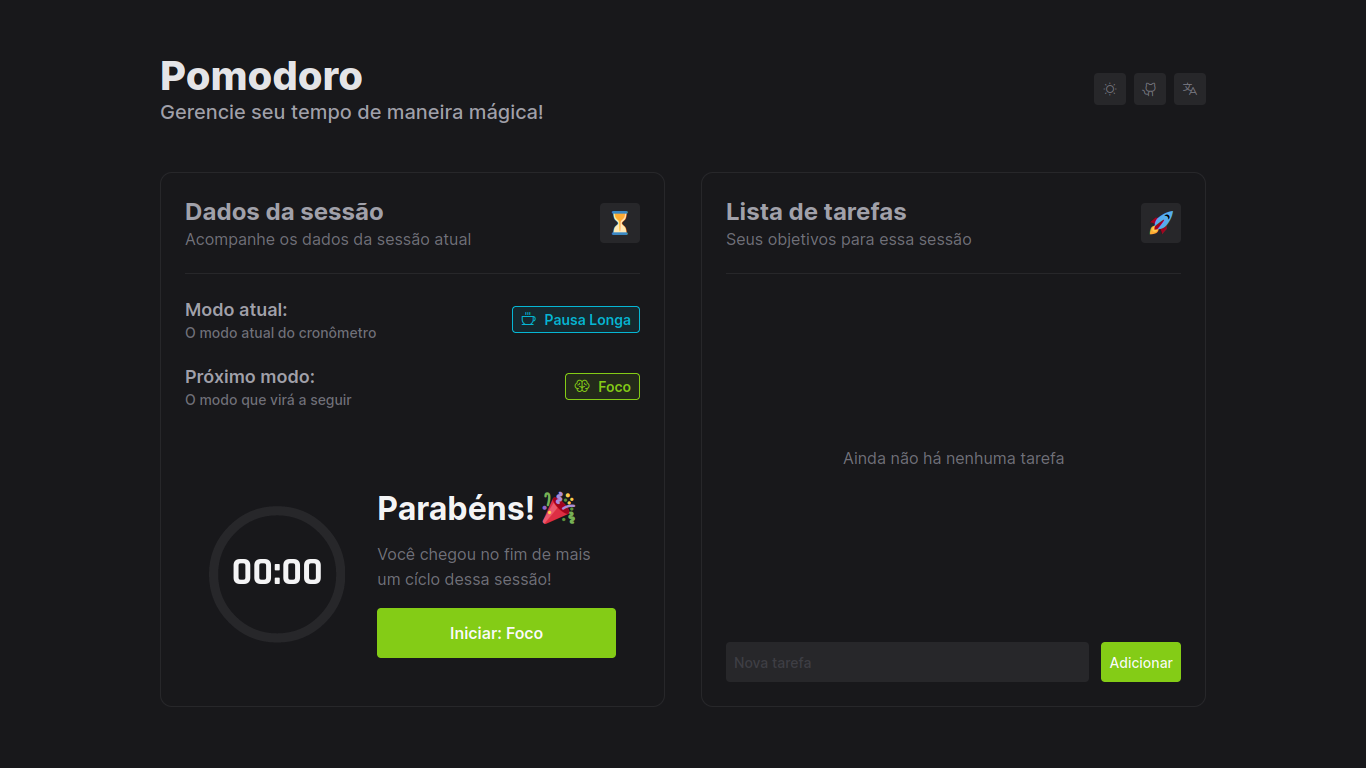 Pomodoro
Gerencie seu tempo de maneira mágica!
Dados da sessão
Acompanhe os dados da sessão atual
Modo atual:
O modo atual do cronômetro
Pausa Longa
Próximo modo:
O modo que virá a seguir
Foco
00:00
Parabéns!
Você chegou no fim de mais
um cíclo dessa sessão!
Iniciar: Foco
Lista de tarefas
Seus objetivos para essa sessão
Ainda não há nenhuma tarefa
Nova tarefa
Adicionar